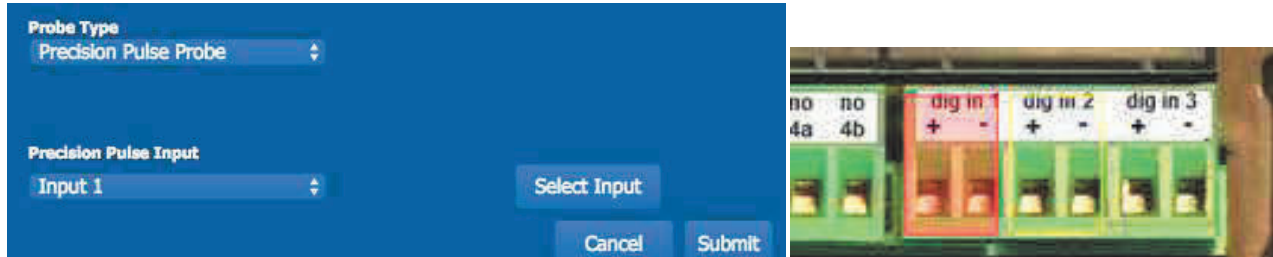 Probe Type
Precision Pulse Probe
Precision Pulse Input
Input 1
Select Input
Cancel Submit
no no dig in 1 dig in 2 dig in 3
4a 4b + - + - + -